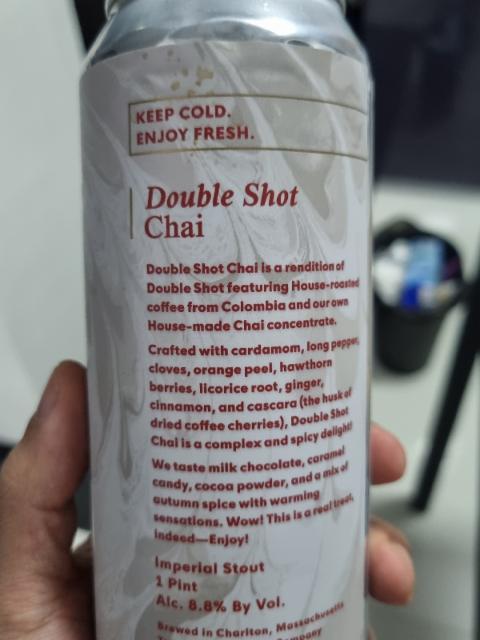 KEEP COLD.
ENJOY FRESH.
Double Shot
Chai
Double Shot Chai is a rendition of
Double Shot featuring House-roasted
coffee from Colombia and our own
House-made Chai concentrate.
Crafted with cardamom, long pepper,
cloves, orange peel, hawthorn
berries, licorice root, ginger,
cinnamon, and cascara (the husk of
dried coffee cherries), Double Shot
Chai is a complex and spicy delight!
We taste milk chocolate, caramel
candy, cocoa powder, and a mix of
autumn spice with warming
sensations. Wow! This is a real treat,
indeed—Enjoy!
Imperial Stout
1 Pint
Alc. 8.8% By Vol.
Brewed in Charlton, Massachusetts
Company